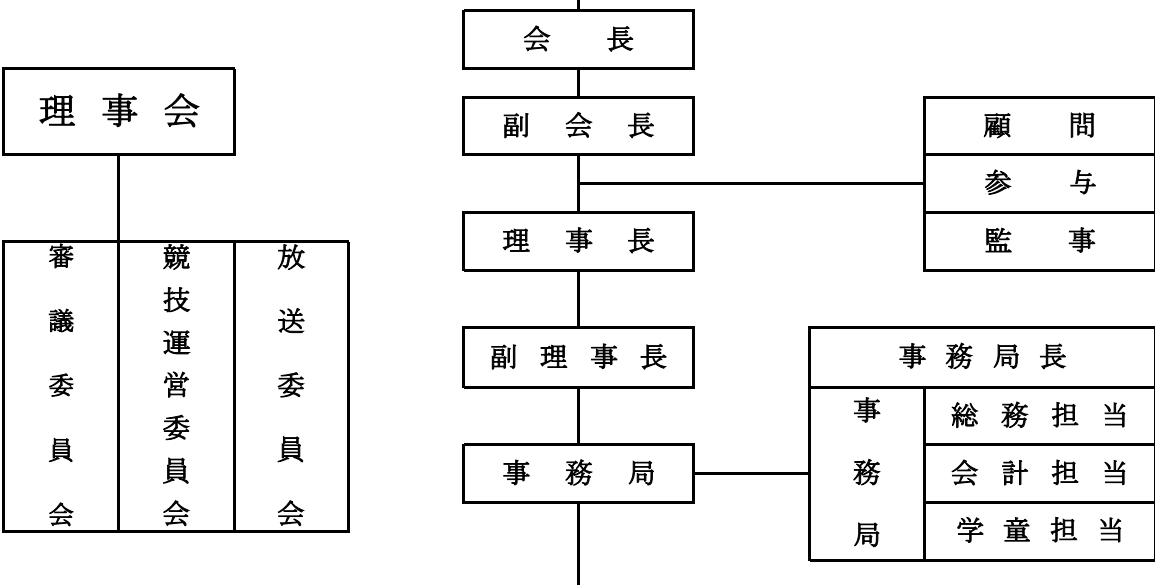 理事会
審議委員会
競技運営委員会
放送委員会
会長
副会長
理事長
副理事長
事務局
顧問
参与
監事
事務局長
事務局
総務担当
会計担当
学童担当